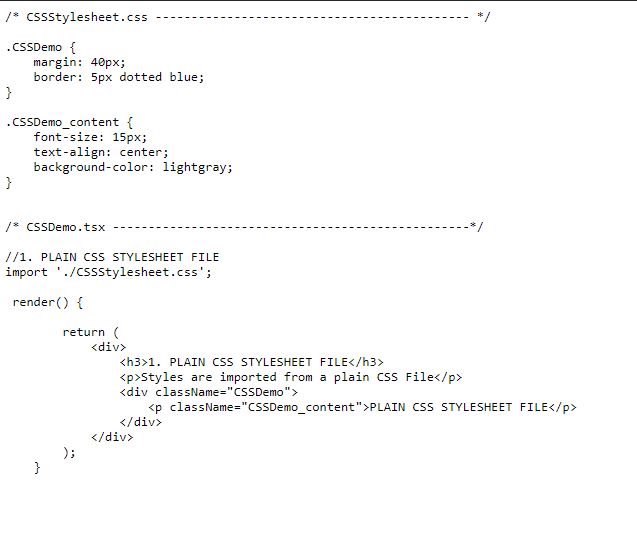 /* CSSStylesheet.css -------------------------------------------- */
.CSSDemo {
    margin: 40px;
    border: 5px dotted blue;
}
.CSSDemo_content {
    font-size: 15px;
    text-align: center;
    background-color: lightgray;
}
/* CSSDemo.tsx --------------------------------------------------*/
//1. PLAIN CSS STYLESHEET FILE
import './CSSStylesheet.css';
 render() {
        return (
            <div>
                <h3>1. PLAIN CSS STYLESHEET FILE</h3>
                <p>Styles are imported from a plain CSS File</p>
                <div className="CSSDemo">
                    <p className="CSSDemo_content">PLAIN CSS STYLESHEET FILE</p>
                </div>
            </div>
        );
    }